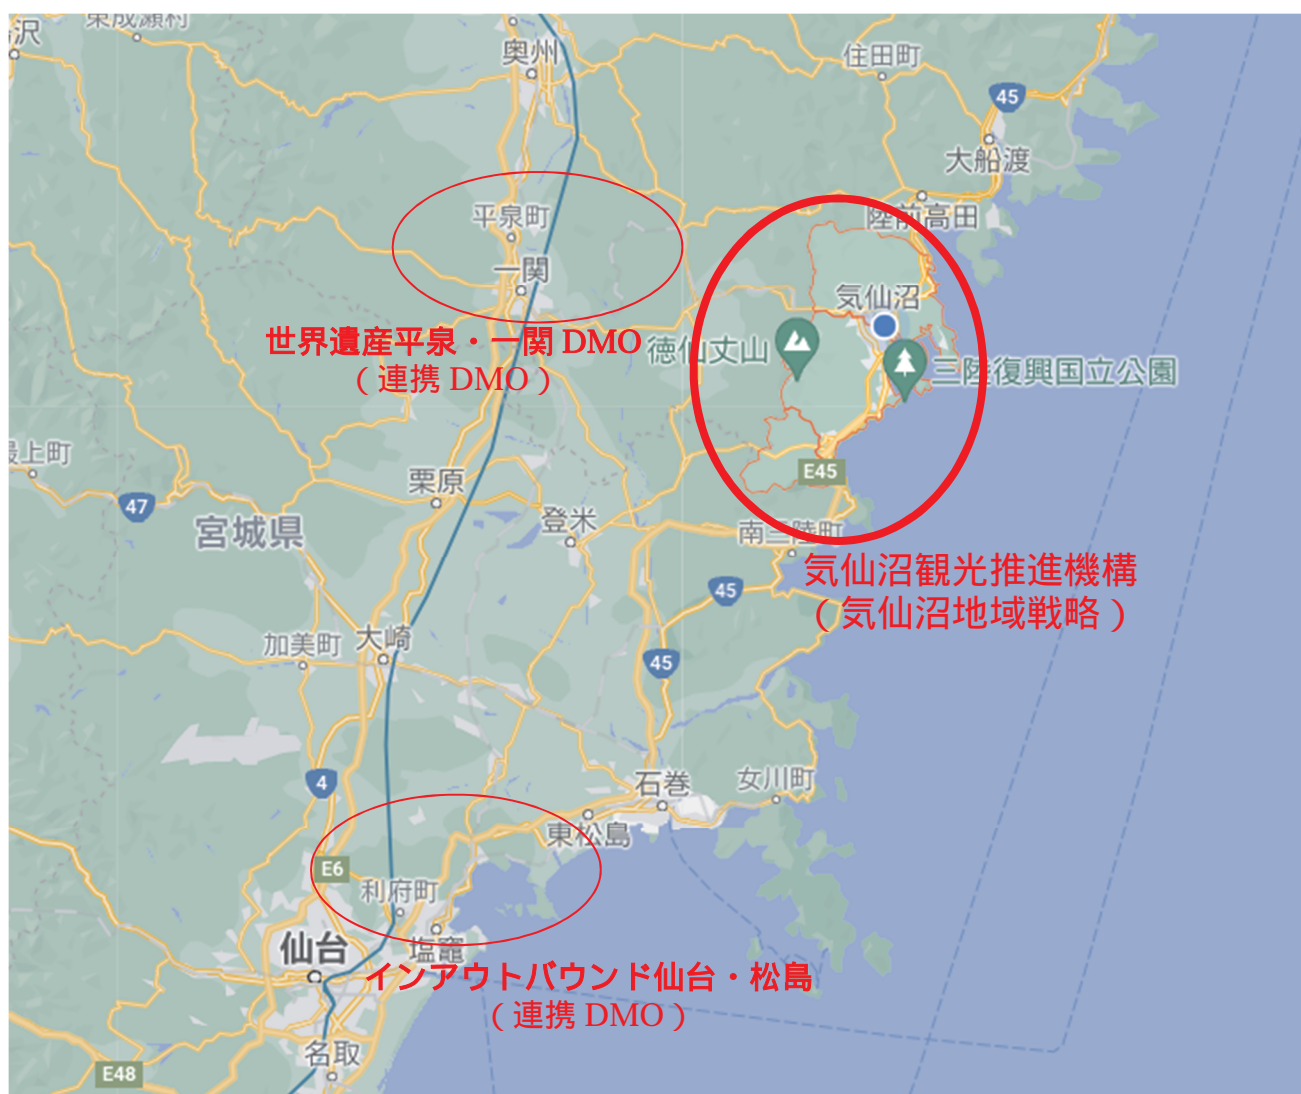 東成瀬村
沢
奥州
住田町
45
大船渡
陸前高田
平泉町
一関
気仙沼
世界遺産平泉・一関 DMO
（連携 DMO）
徳仙丈山
三陸復興国立公園
最上町
栗原
E45
47
宮城県
登米
南三陸町
気仙沼観光推進機構
（気仙沼地域戦略）
45
加美町
大崎
45
4
石巻
女川町
東松島
E6
利府町
仙台
塩竈
インアウトバウンド仙台・松島
（連携 DMO）
名取
E48